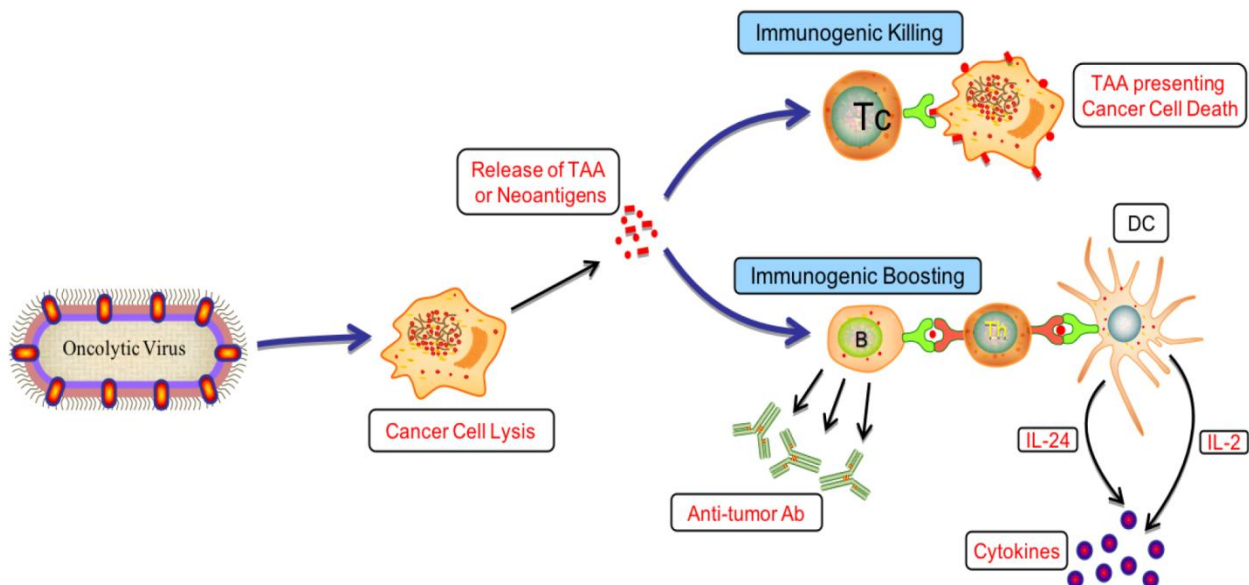 Immunogenic Killing
Tc
TAA presenting
Cancer Cell Death
Release of TAA
or Neoantigens
DC
Immunogenic Boosting
Oncolytic Virus
B
Th
Cancer Cell Lysis
IL-24
IL-2
Anti-tumor Ab
Cytokines